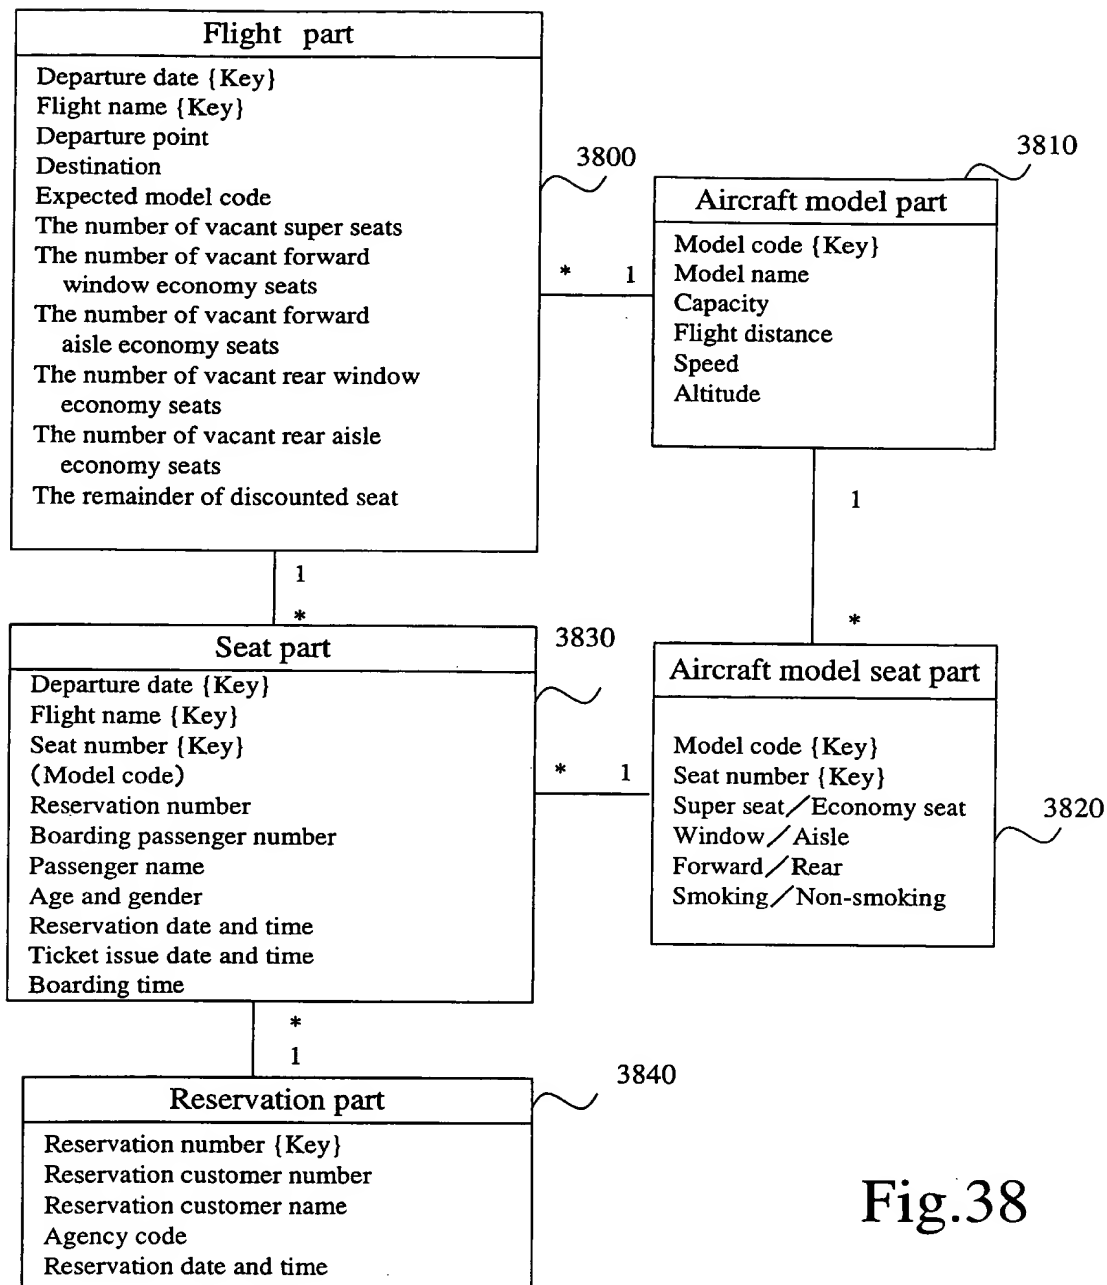 Flight part
Departure date {Key}
Flight name {Key}
Departure point
Destination
Expected model code
The number of vacant super seats
The number of vacant forward
window economy seats
The number of vacant forward
aisle economy seats
The number of vacant rear window
economy seats
The number of vacant rear aisle
economy seats
The remainder of discounted seat
3800
* 1
3810
Aircraft model part
Model code {Key}
Model name
Capacity
Flight distance
Speed
Altitude
1
*
1
*
Seat part
Departure date {Key}
Flight name {Key}
Seat number {Key}
(Model code)
Reservation number
Boarding passenger number
Passenger name
Age and gender
Reservation date and time
Ticket issue date and time
Boarding time
3830
* 1
Aircraft model seat part
Model code {Key}
Seat number {Key}
Super seat/Economy seat
Window/Aisle
Forward/Rear
Smoking/Non-smoking
3820
*
1
Reservation part
Reservation number {Key}
Reservation customer number
Reservation customer name
Agency code
Reservation date and time
3840
Fig.38